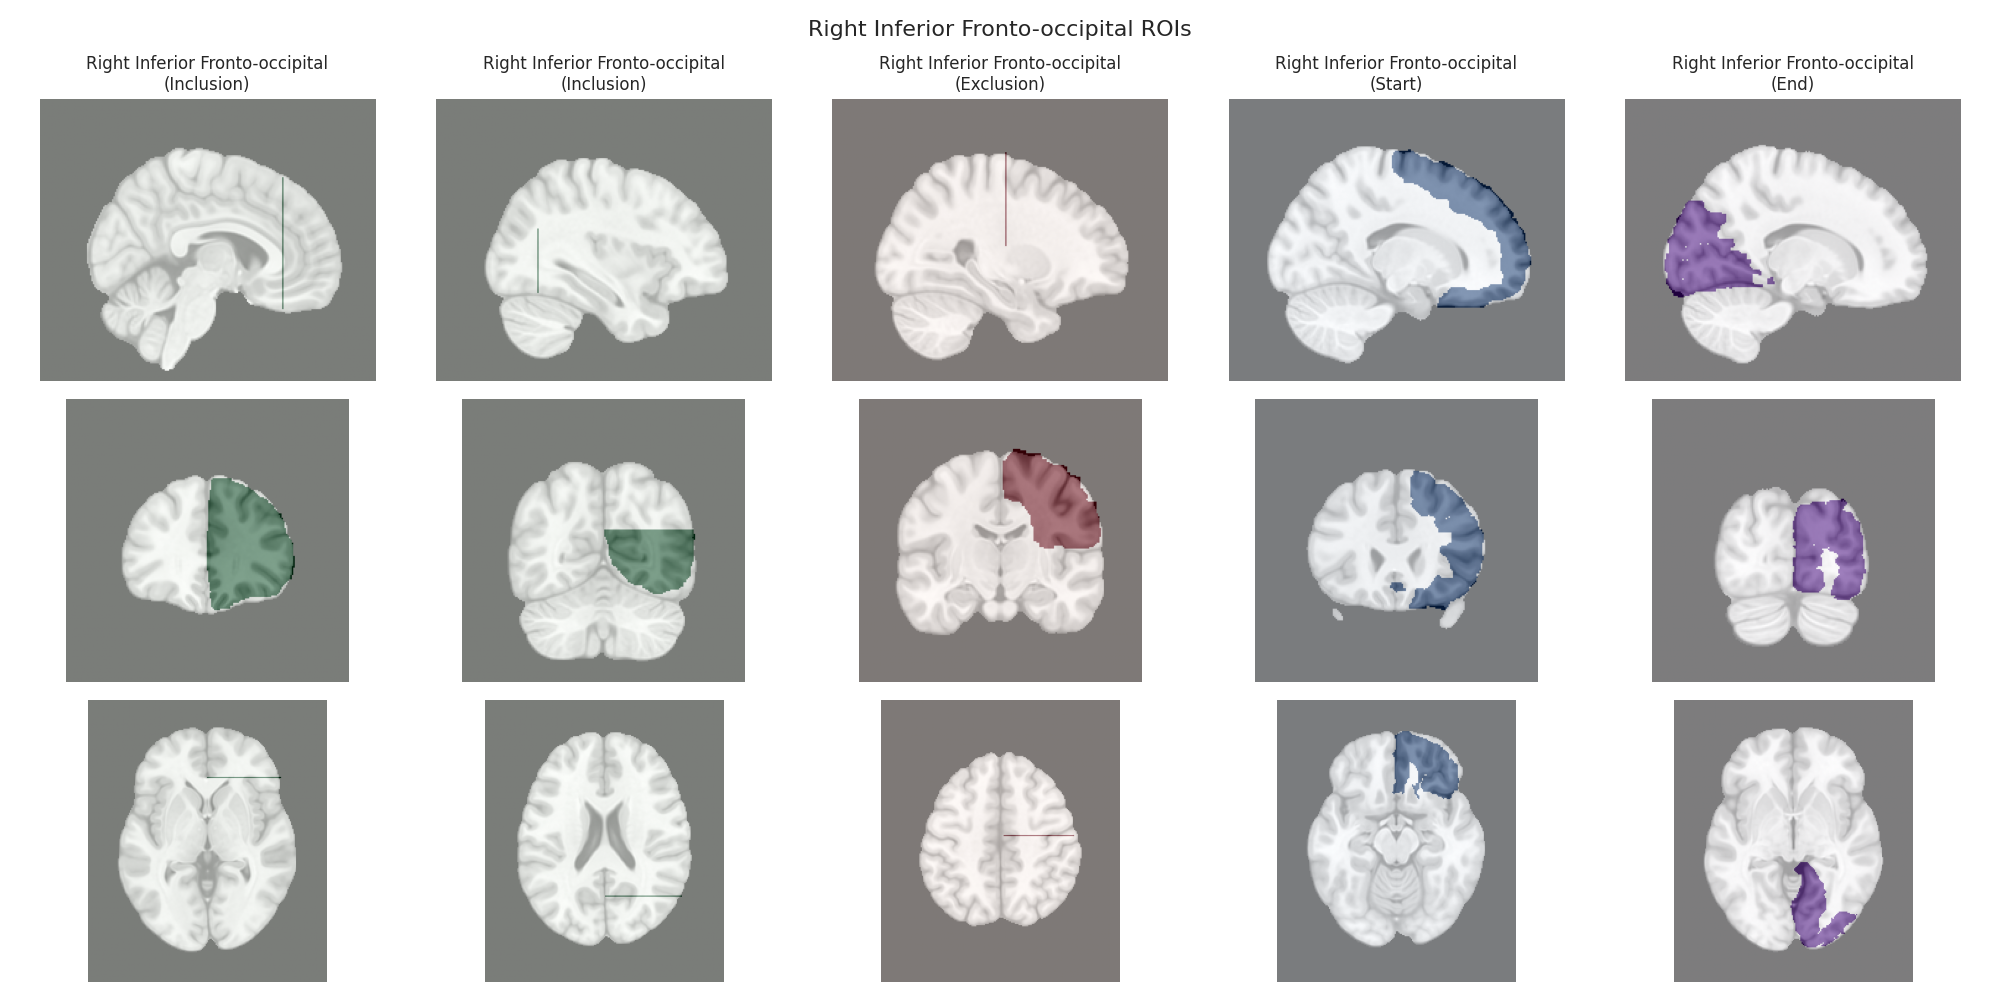 Right Inferior Fronto-occipital ROIs
Right Inferior Fronto-occipital
(Inclusion)
Right Inferior Fronto-occipital
(Inclusion)
Right Inferior Fronto-occipital
(Exclusion)
Right Inferior Fronto-occipital
(Start)
Right Inferior Fronto-occipital
(End)